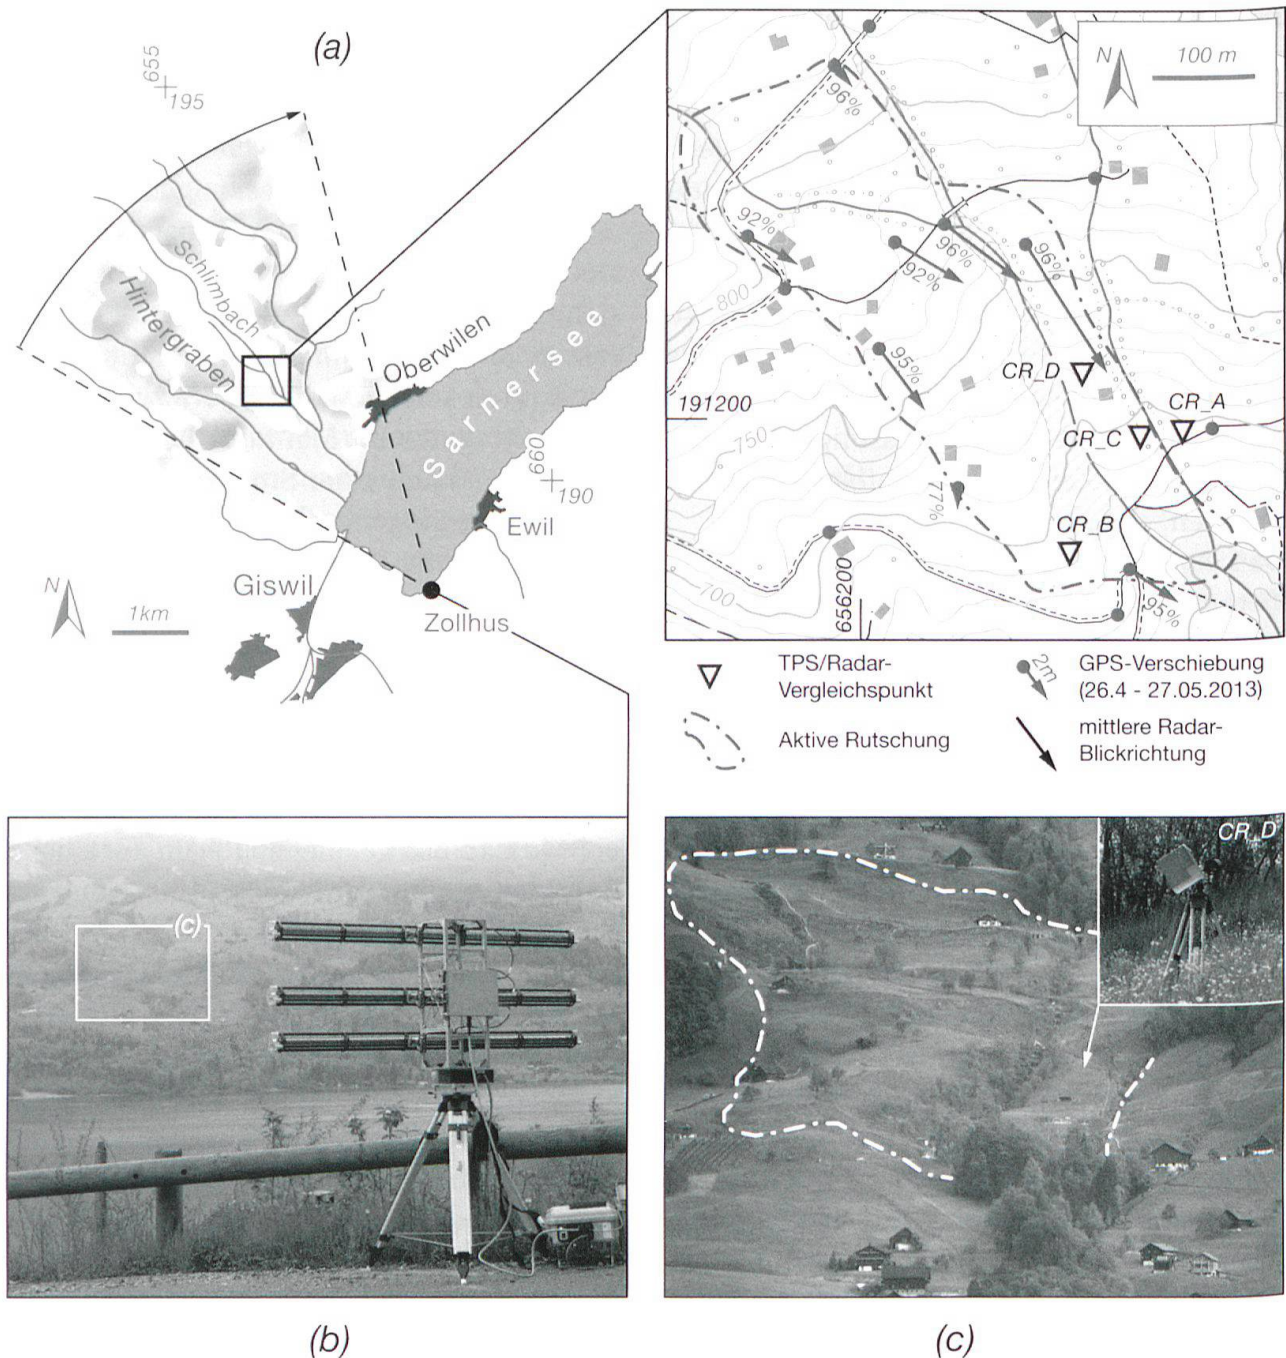 (a)
655
195
N
100 m
96%
92%
96%
92%
96%
800
Schlimbach
Hintergraben
Oberwilen
Sarnersee
95%
CR_D
191200
CR_A
750
CR_C
660
190
Ewil
77%
CR_B
Giswil
N
1km
Zollhus
700
656200
95%
TPS/Radar-
Vergleichspunkt
2m
GPS-Verschiebung
(26.4 - 27.05.2013)
Aktive Rutschung
mittlere Radar-
Blickrichtung
(c)
CR_D
(b)
(c)